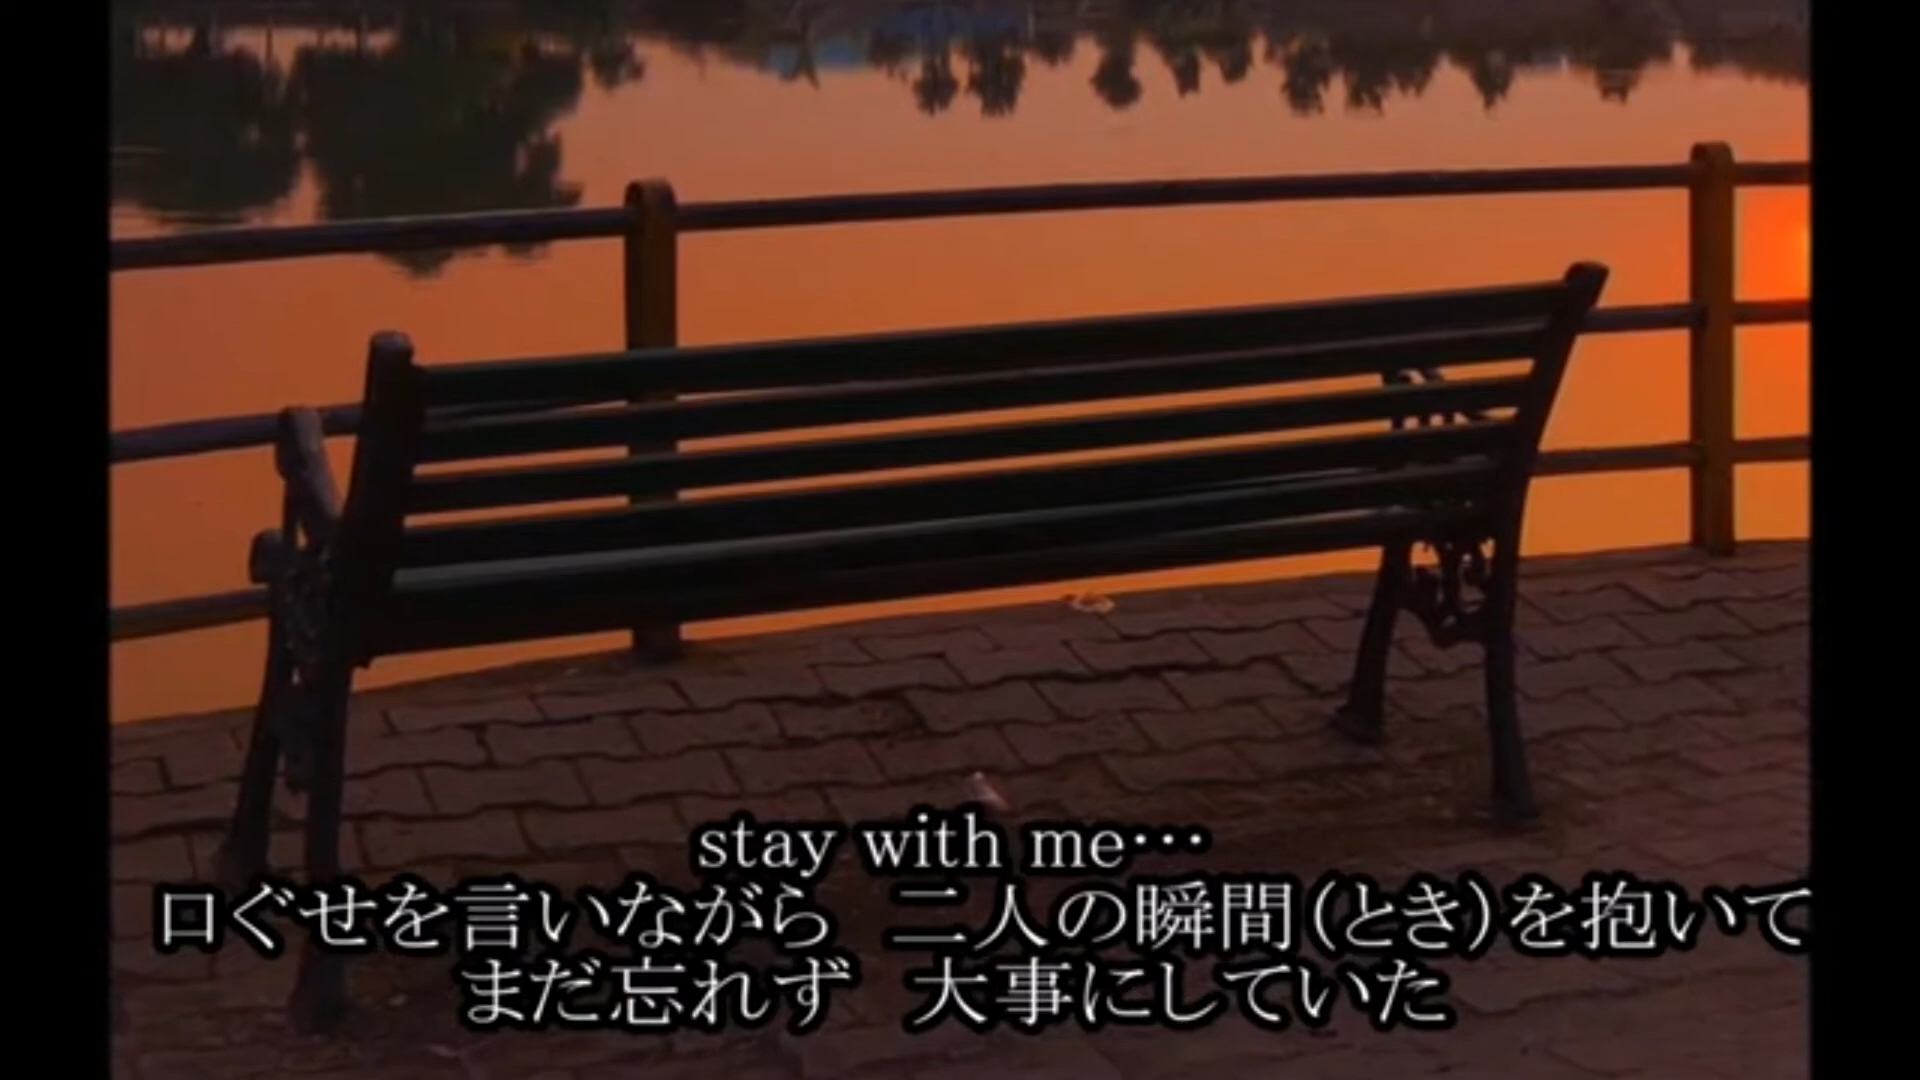 stay with me…
口ぐせを言いながら　二人の瞬間（とき）を抱いて
まだ忘れず　大事にしていた